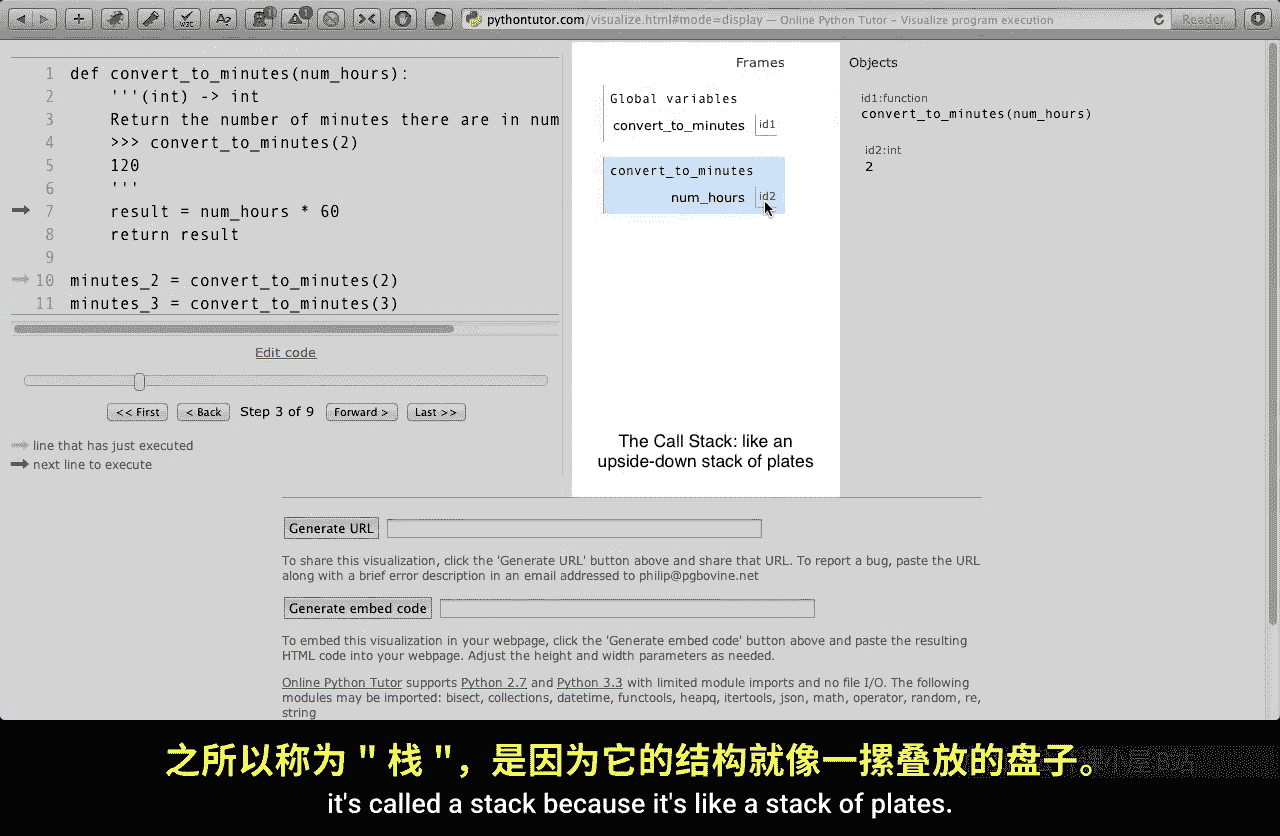 pythontutor.com/visualize.html#mode=display — Online Python Tutor – Visualize program execution
Reader
1 def convert_to_minutes(num_hours):
2 '''(int) -> int
3 Return the number of minutes there are in num
4 >>> convert_to_minutes(2)
5 120
6 '''
7 result = num_hours * 60
8 return result
9
10 minutes_2 = convert_to_minutes(2)
11 minutes_3 = convert_to_minutes(3)
Edit code
<< First
< Back
Step 3 of 9
Forward >
Last >>
line that has just executed
next line to execute
Frames
Global variables
convert_to_minutes id1
convert_to_minutes
num_hours id2
The Call Stack: like an
upside-down stack of plates
Objects
id1:function
convert_to_minutes(num_hours)
id2:int
2
Generate URL
To share this visualization, click the 'Generate URL' button above and share that URL. To report a bug, paste the URL
along with a brief error description in an email addressed to philip@pgbovine.net
Generate embed code
To embed this visualization in your webpage, click the 'Generate embed code' button above and paste the resulting
HTML code into your webpage. Adjust the height and width parameters as needed.
Online Python Tutor supports Python 2.7 and Python 3.3 with limited module imports and no file I/O. The following
modules may be imported: bisect, collections, datetime, functools, heapq, itertools, json, math, operator, random, re,
string
之所以称为 " 栈 "，是因为它的结构就像一摞叠放的盘子。
it's called a stack because it's like a stack of plates.